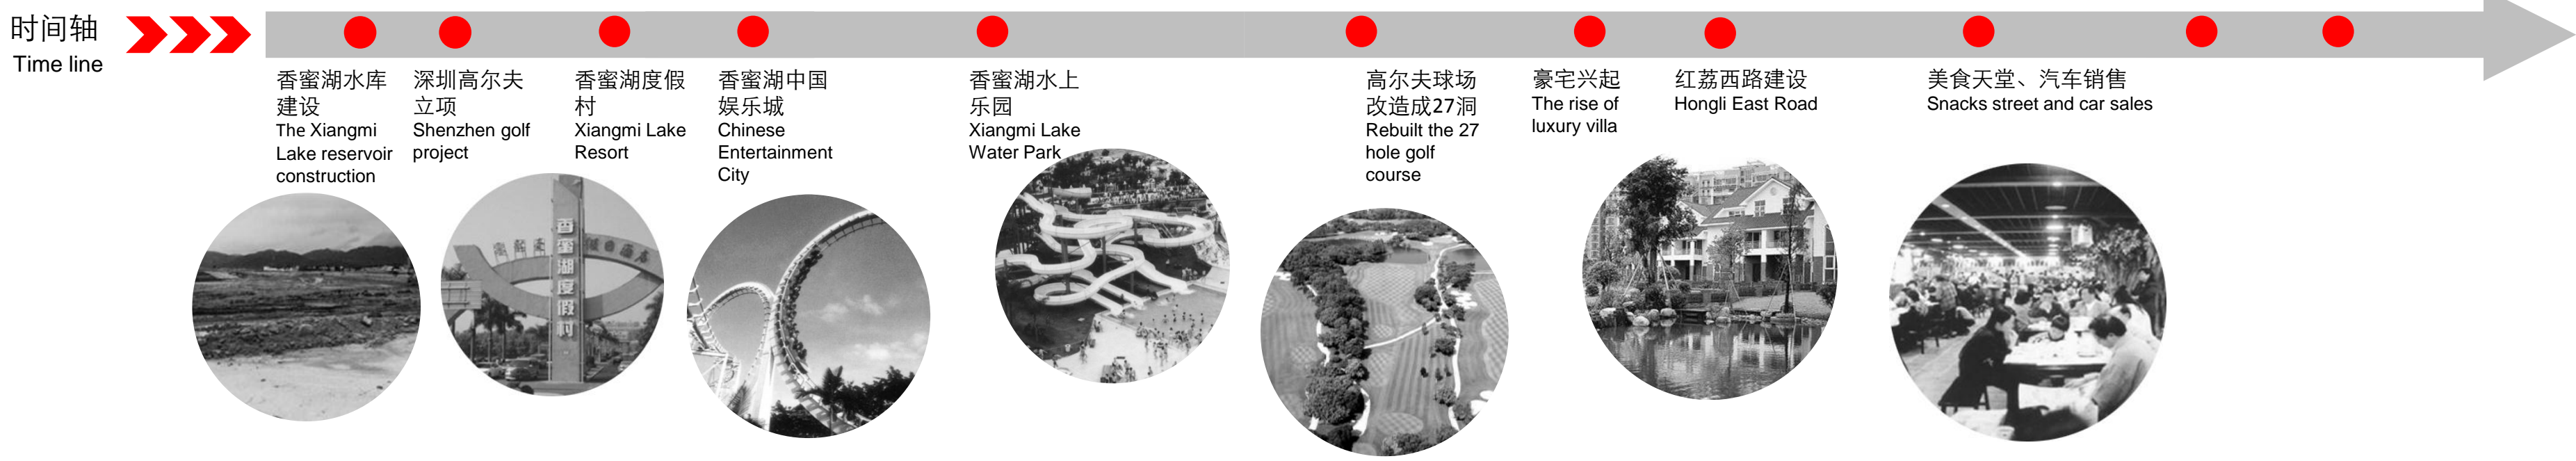 时间轴
Time line
香蜜湖水库
建设
The Xiangmi
Lake reservoir
construction
深圳高尔夫
立项
Shenzhen golf
project
香蜜湖度假
村
Xiangmi Lake
Resort
香蜜湖中国
娱乐城
Chinese
Entertainment
City
香蜜湖水上
乐园
Xiangmi Lake
Water Park
高尔夫球场
改造成27洞
Rebuilt the 27
hole golf
course
豪宅兴起
The rise of
luxury villa
红荔西路建设
Hongli East Road
美食天堂、汽车销售
Snacks street and car sales
香蜜湖度假村